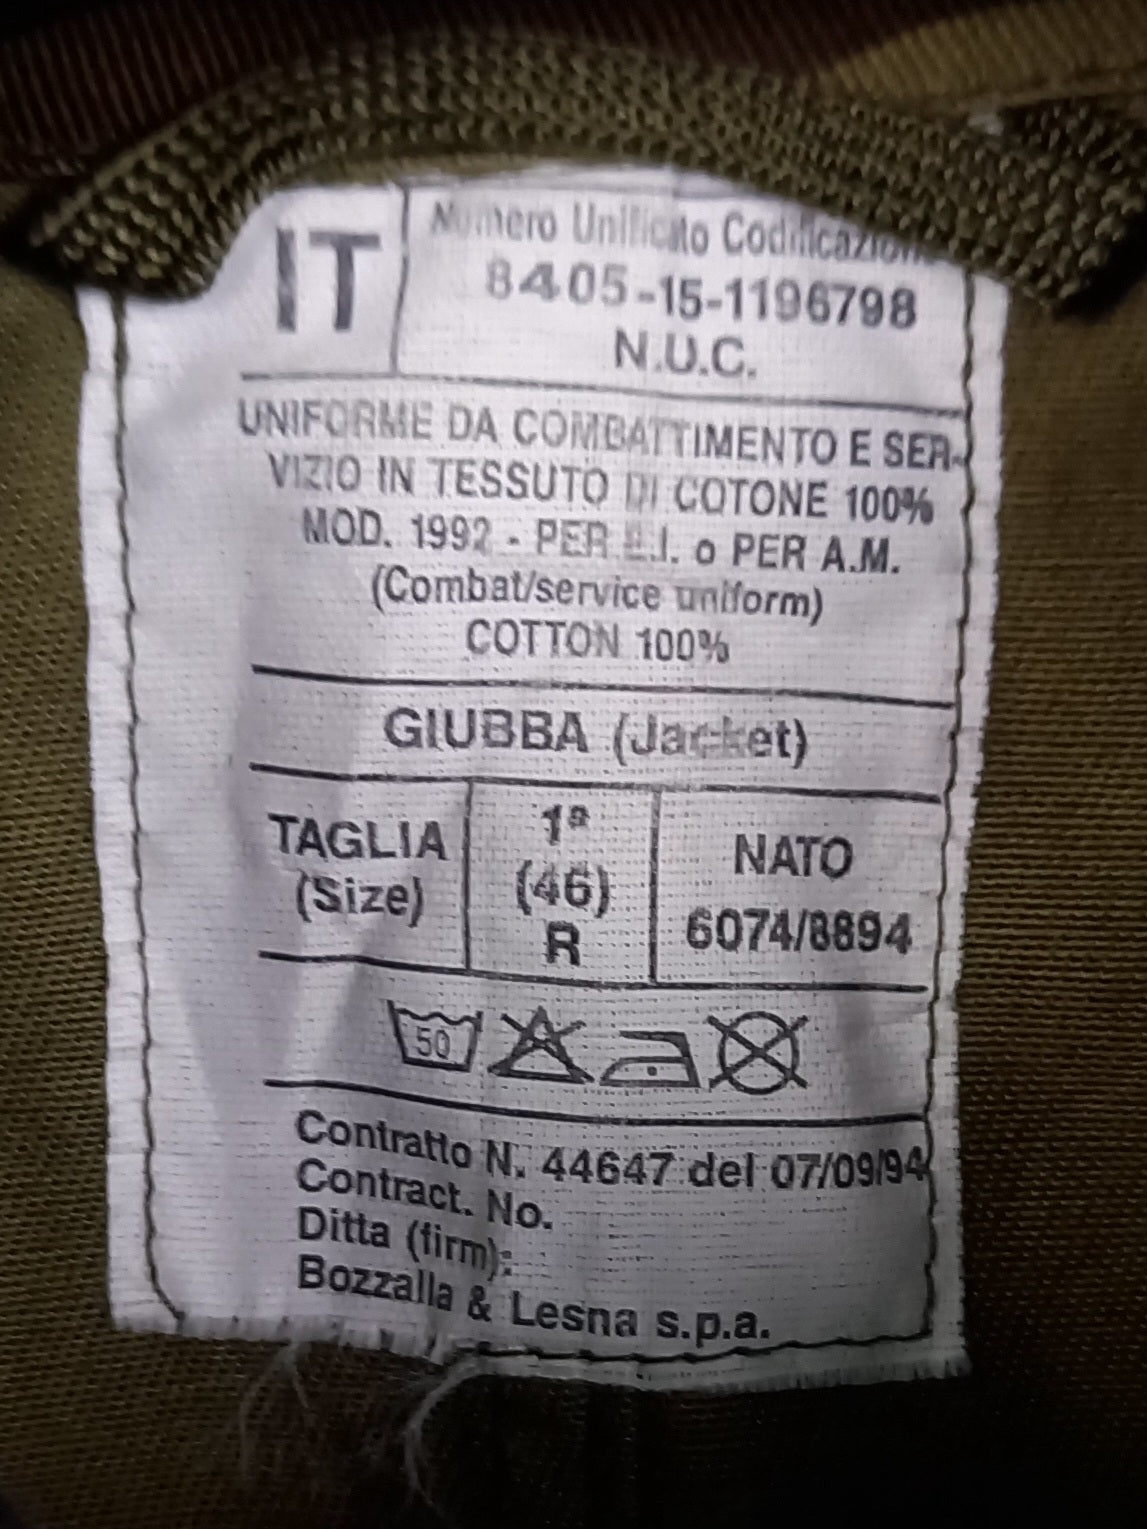 IT
Numero Unificato Codificazione
8405-15-1196798
N.U.C.
UNIFORME DA COMBATTIMENTO E SER-
VIZIO IN TESSUTO DI COTONE 100%
MOD. 1992 - PER E.I. o PER A.M.
(Combat/service uniform)
COTTON 100%
GIUBBA (Jacket)
TAGLIA
(Size)
1ª
(46)
R
NATO
6074/8894
50
Contratto N. 44647 del 07/09/94
Contract. No.
Ditta (firm):
Bozzalla & Lesna s.p.a.